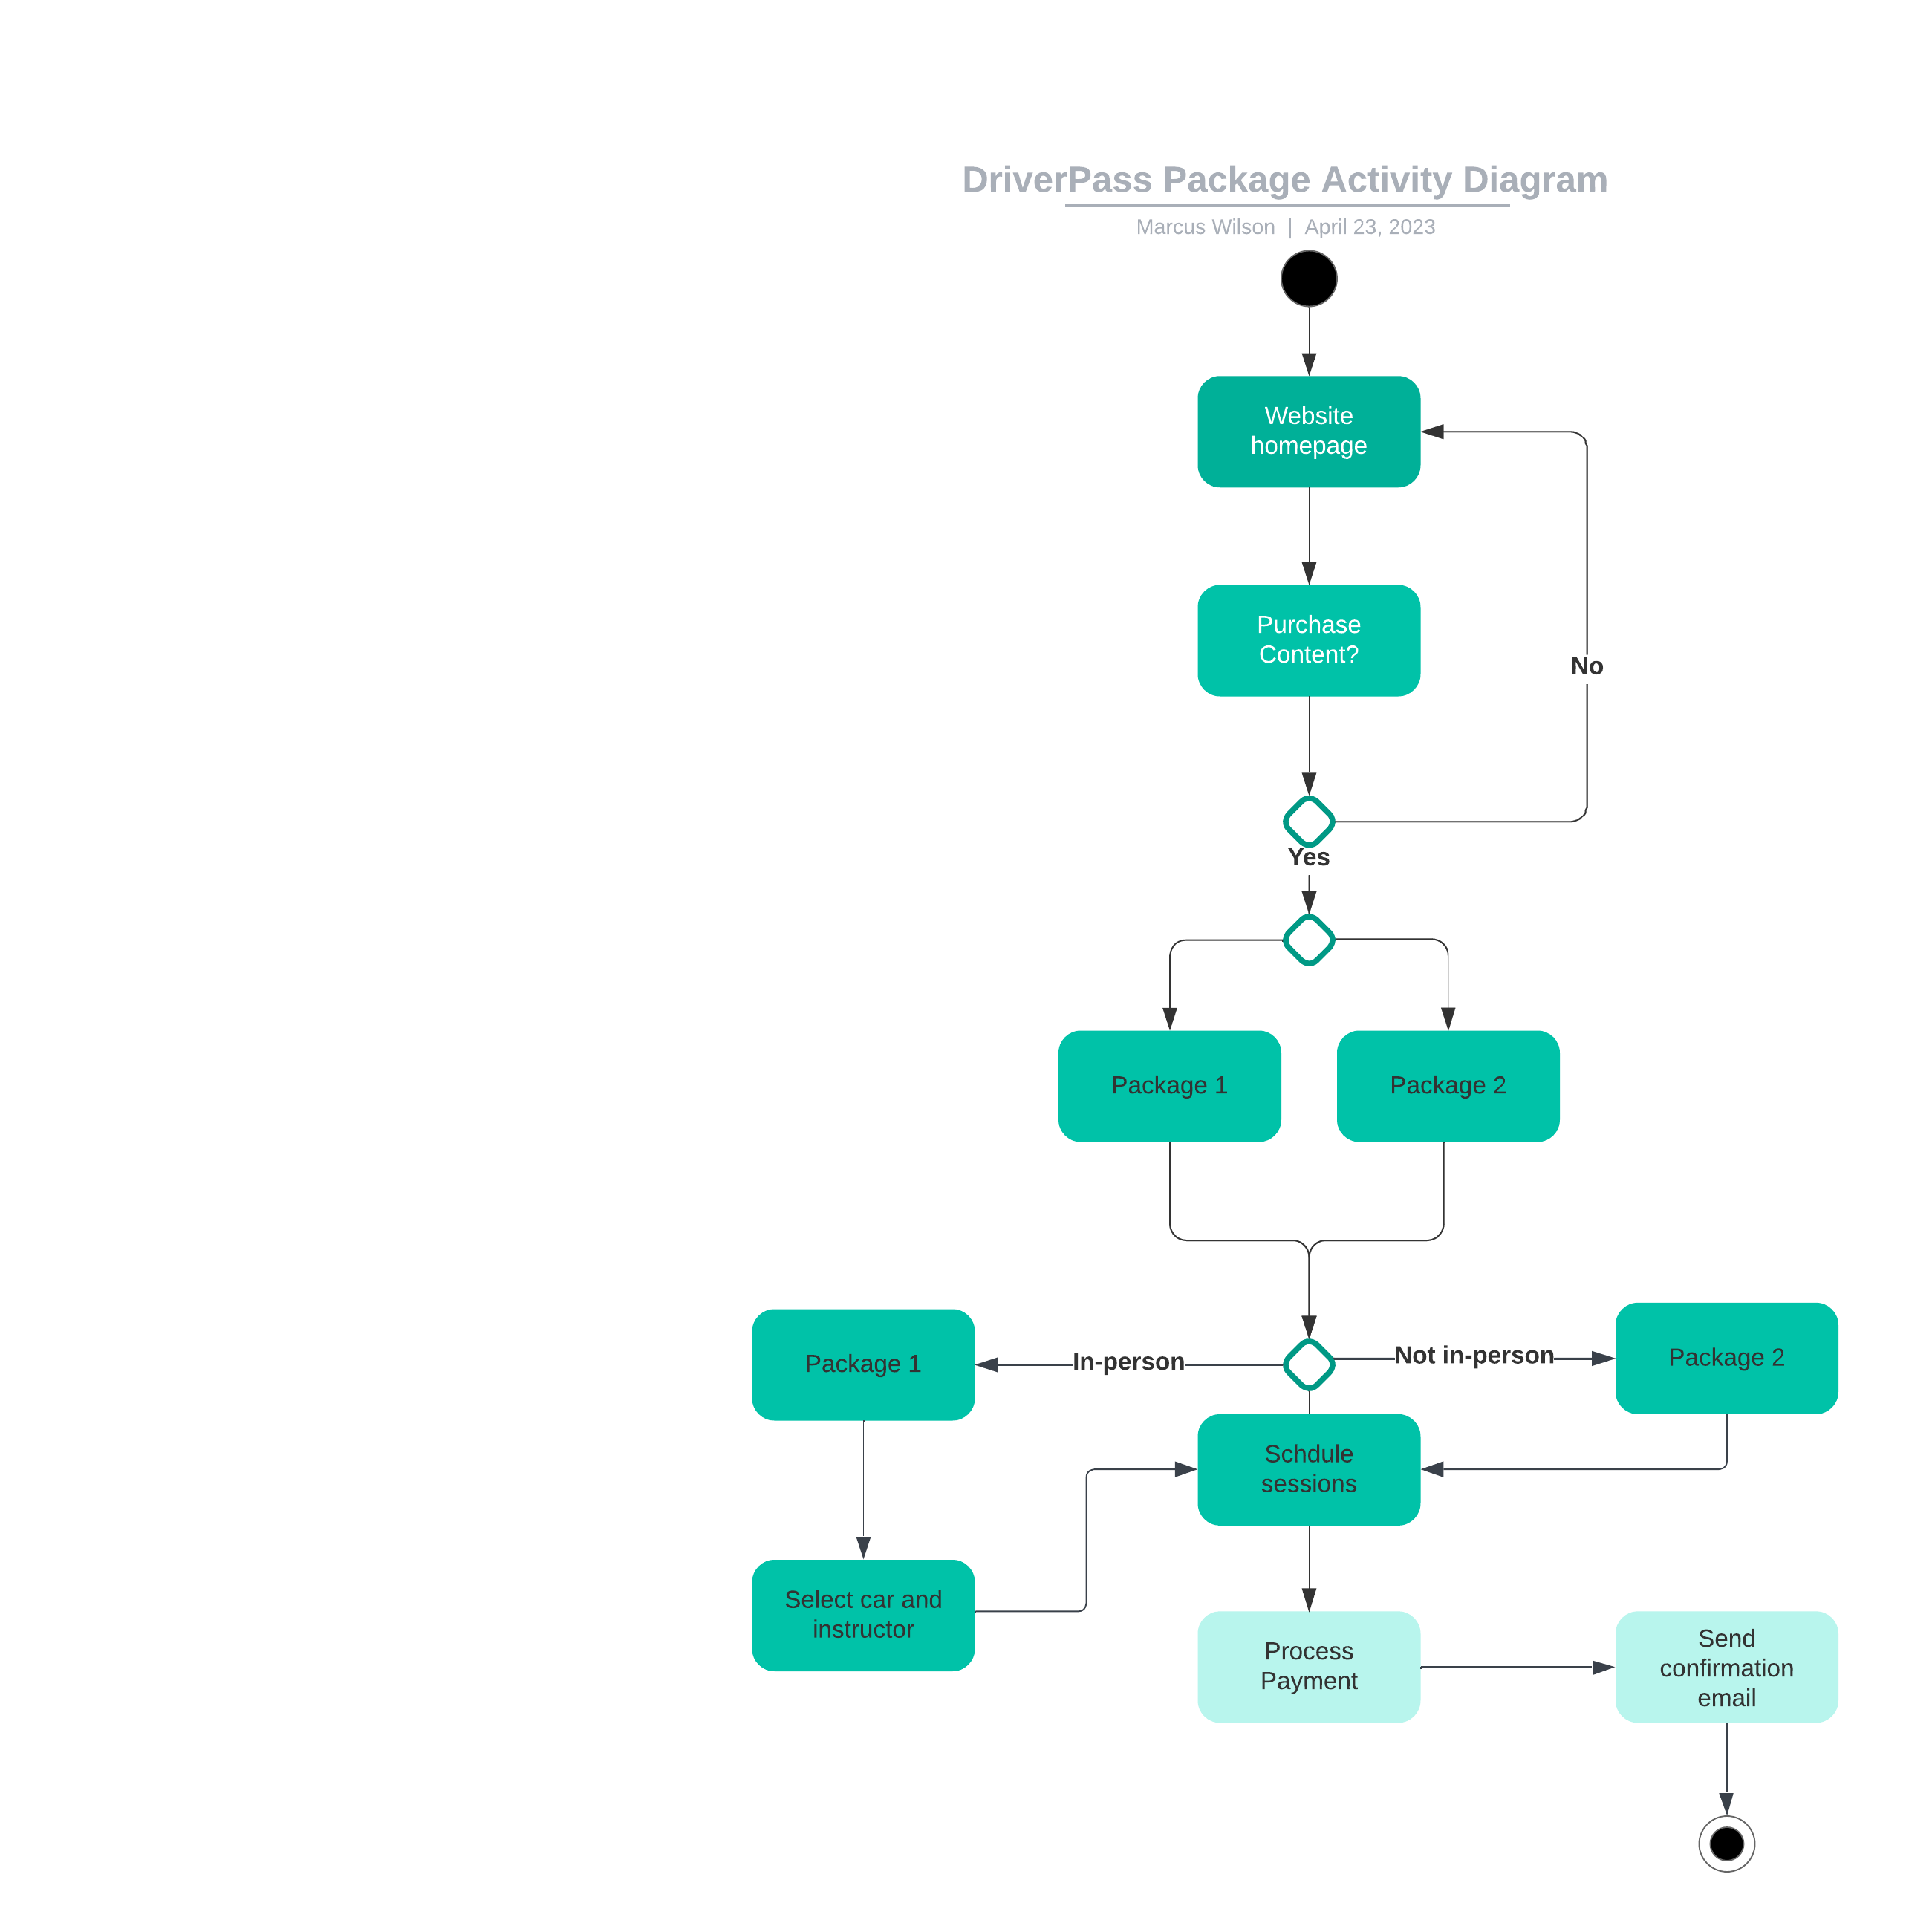 DriverPass Package Activity Diagram
Marcus Wilson | April 23, 2023
Website
homepage
Purchase
Content?
No
Yes
Package 1
Package 2
Package 1
In-person
Not in-person
Package 2
Schdule
sessions
Select car and
instructor
Process
Payment
Send
confirmation
email